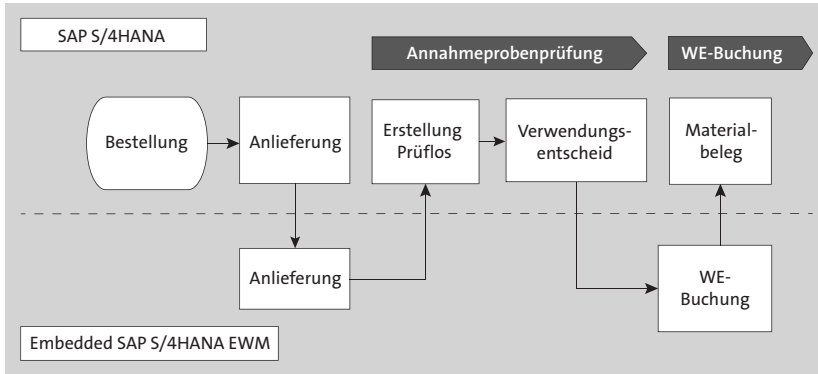 SAP S/4HANA
Annahmeprobenprüfung
WE-Buchung
Bestellung
Anlieferung
Erstellung
Prüflos
Verwendungs-
entscheid
Material-
beleg
Anlieferung
WE-
Buchung
Embedded SAP S/4HANA EWM